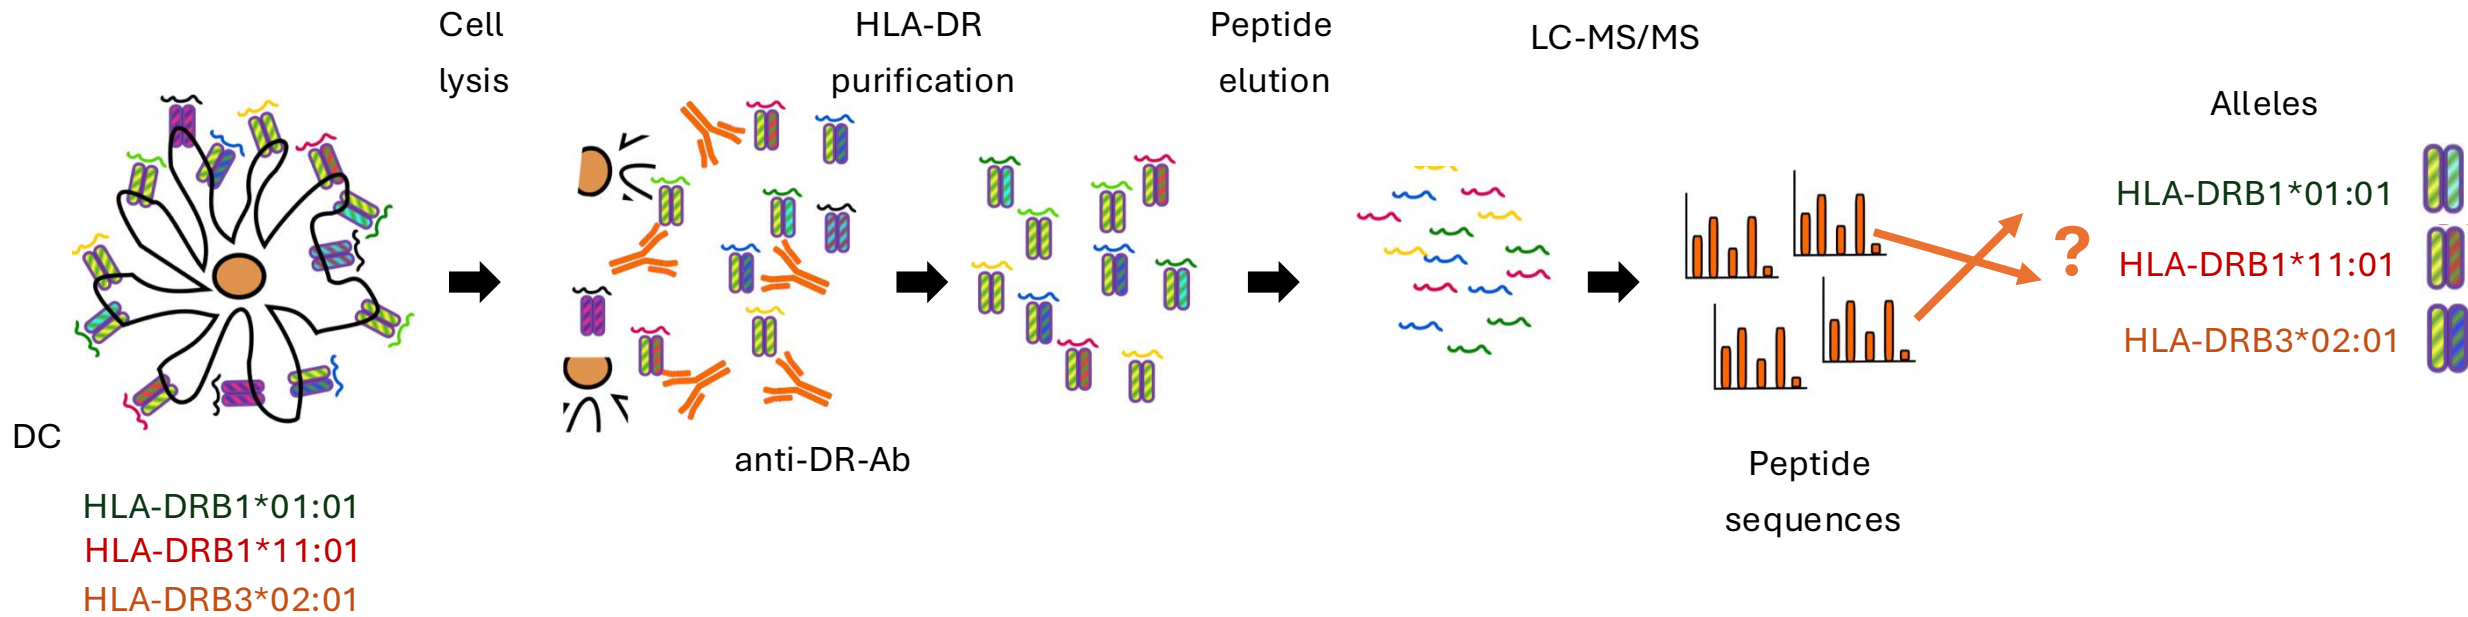 Cell
lysis
HLA-DR
purification
Peptide
elution
LC-MS/MS
Alleles
HLA-DRB1*01:01
HLA-DRB1*11:01
HLA-DRB3*02:01
?
DC
anti-DR-Ab
Peptide
sequences
HLA-DRB1*01:01
HLA-DRB1*11:01
HLA-DRB3*02:01